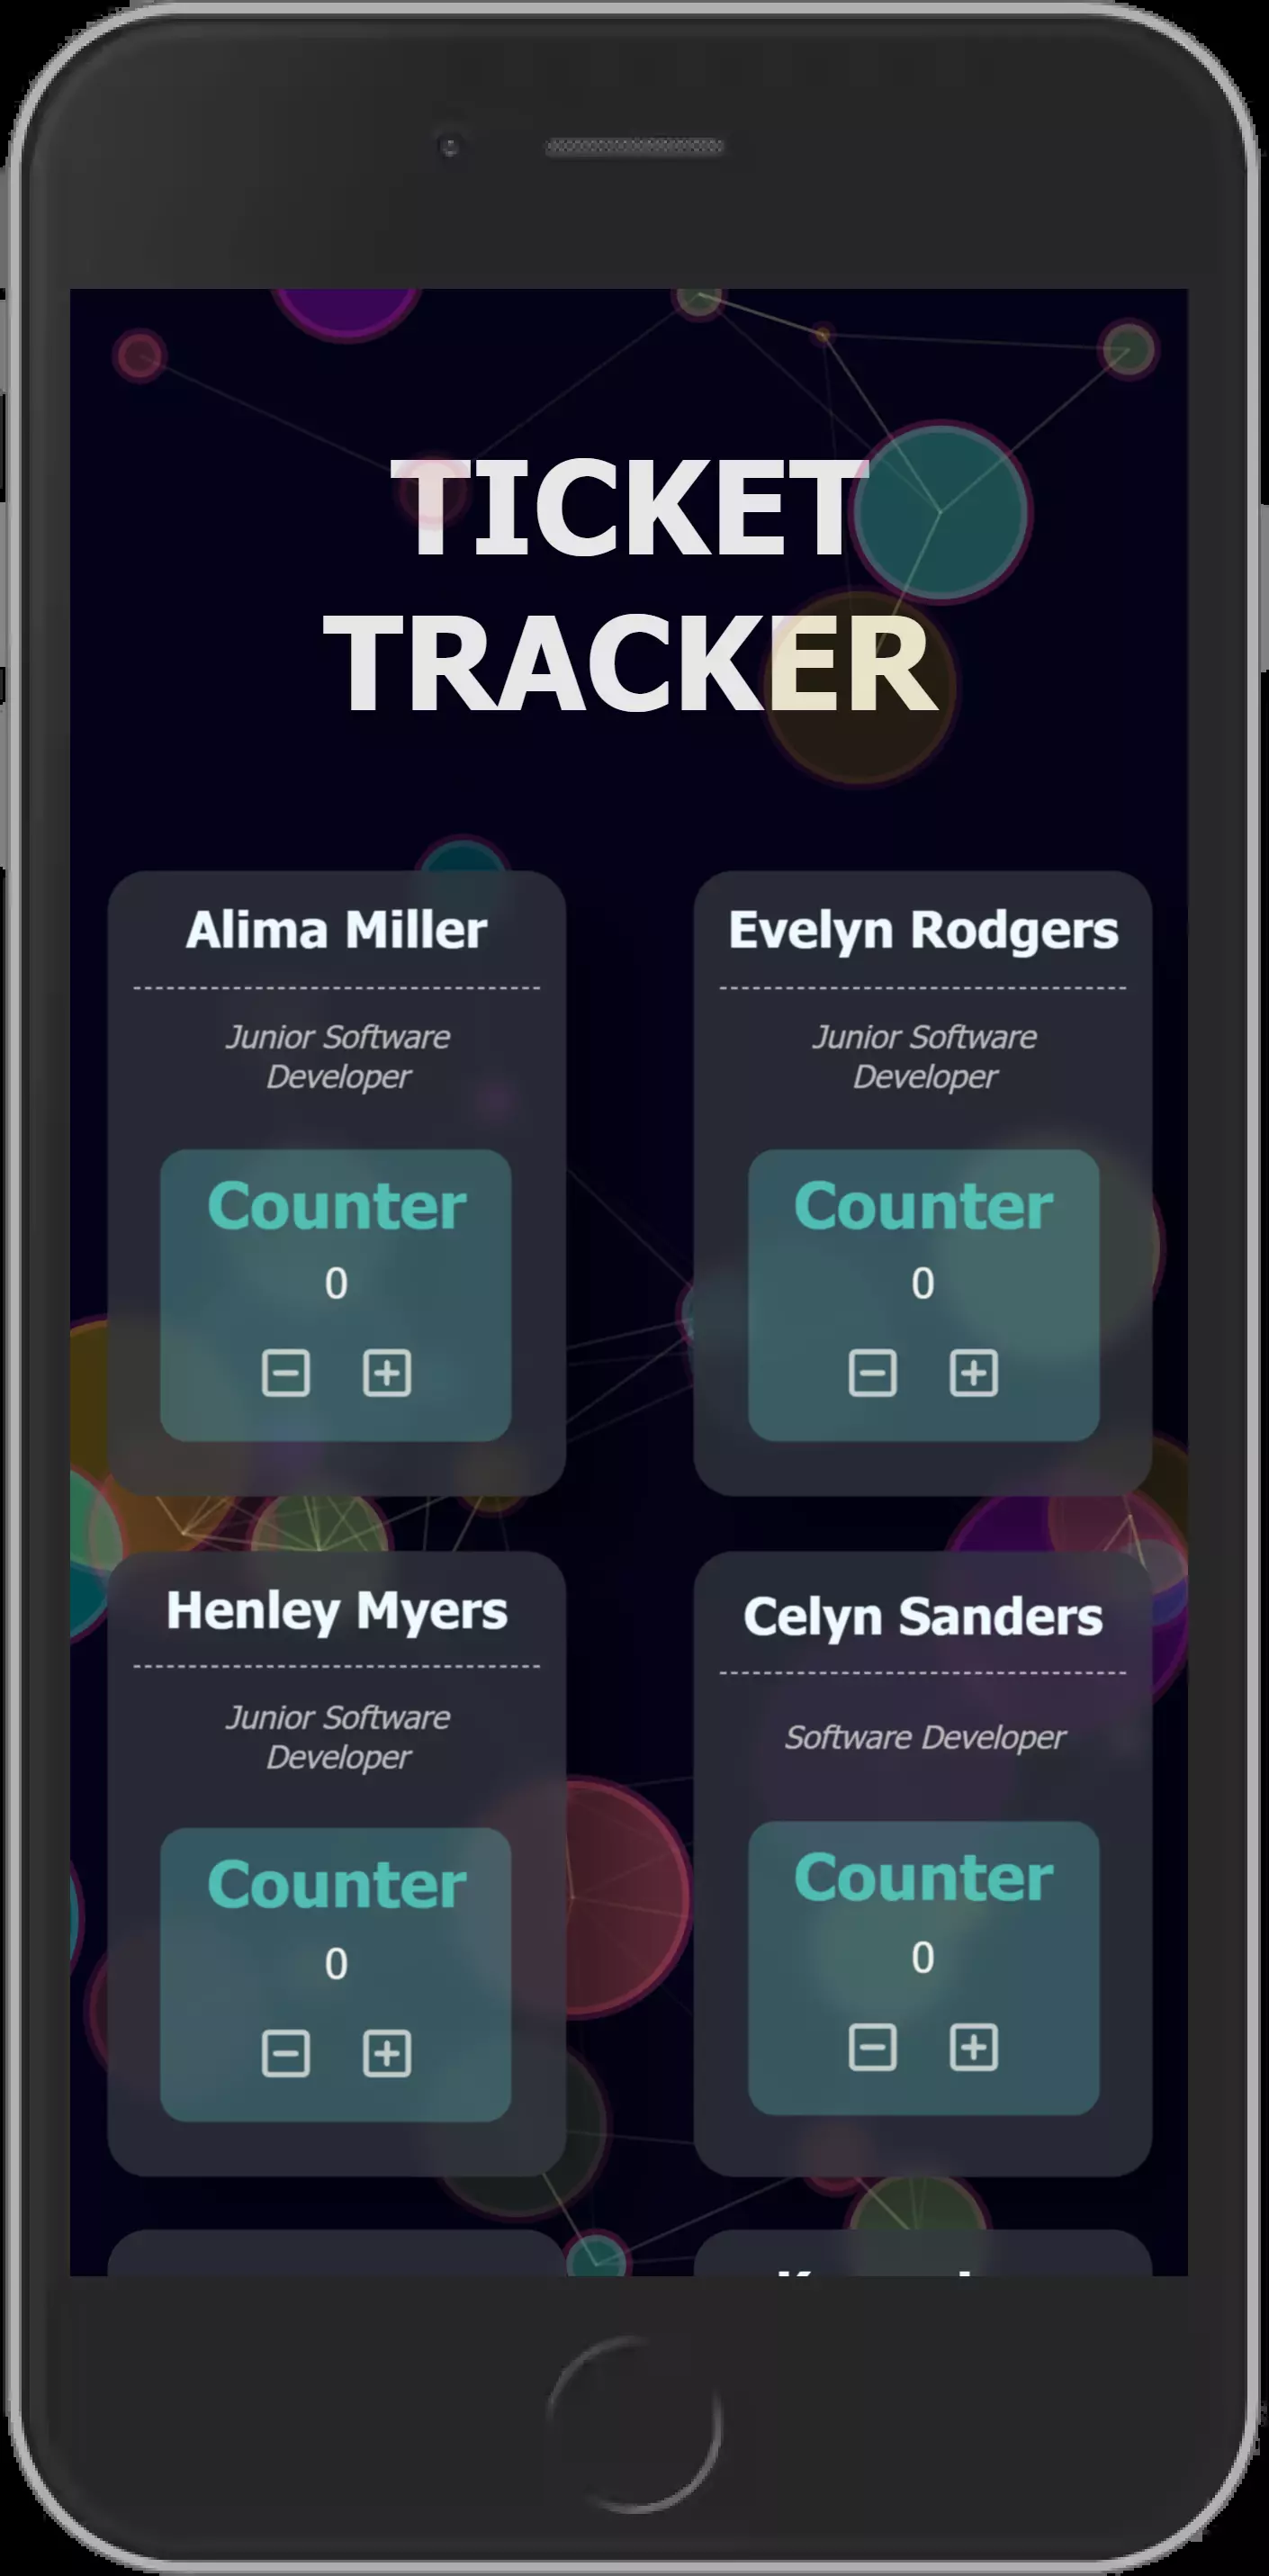 TICKET
TRACKER
Alima Miller
Junior Software
Developer
Counter
0
Evelyn Rodgers
Junior Software
Developer
Counter
0
Henley Myers
Junior Software
Developer
Counter
0
Celyn Sanders
Software Developer
Counter
0